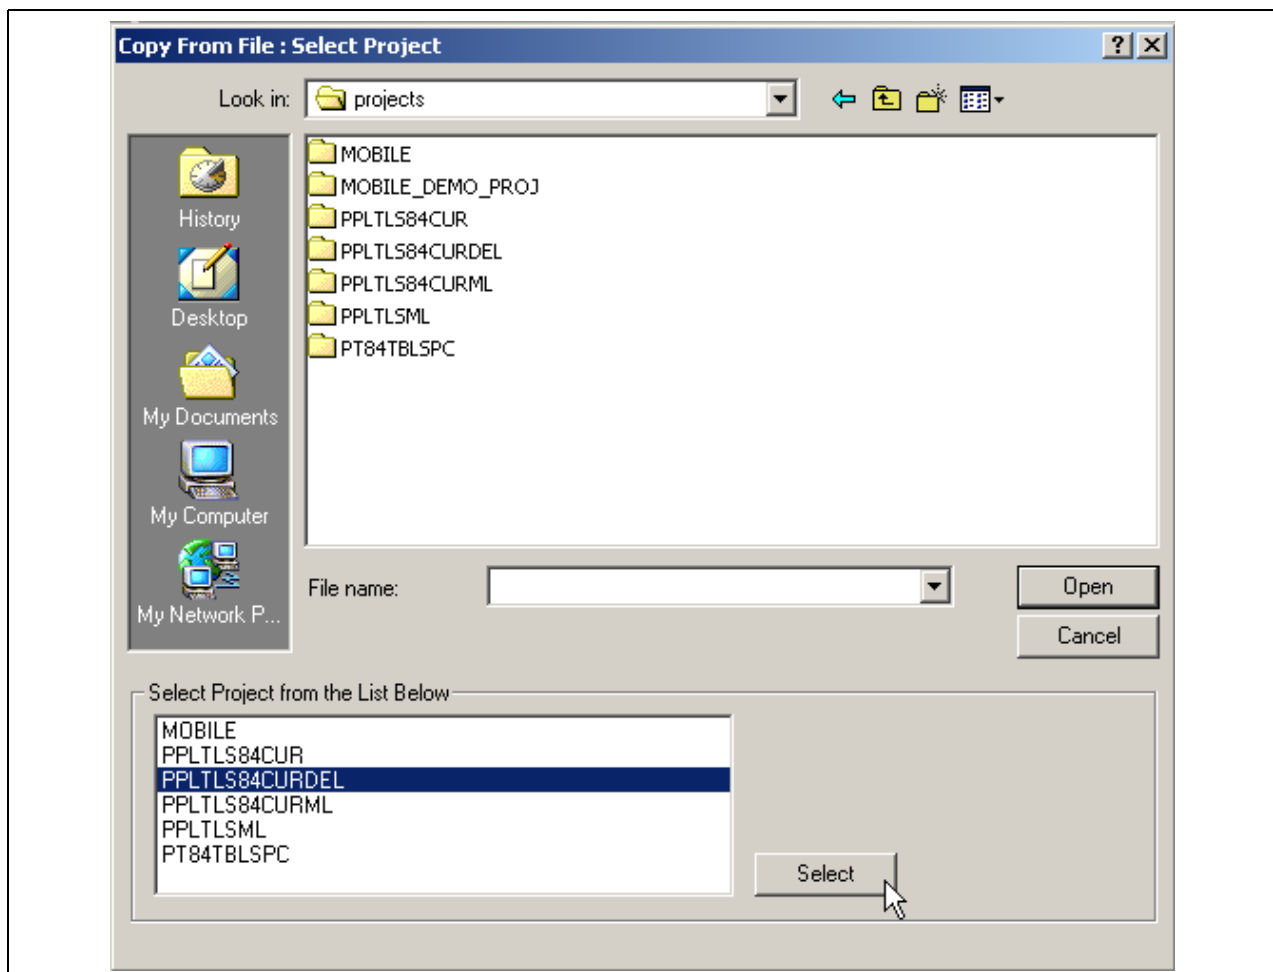 Copy From File : Select Project
Look in:
projects
MOBILE
MOBILE_DEMO_PROJ
PPLTLS84CUR
PPLTLS84CURDEL
PPLTLS84CURML
PPLTLSML
PT84TBLSPC
History
Desktop
My Documents
My Computer
My Network P...
File name:
Open
Cancel
Select Project from the List Below
MOBILE
PPLTLS84CUR
PPLTLS84CURDEL
PPLTLS84CURML
PPLTLSML
PT84TBLSPC
Select